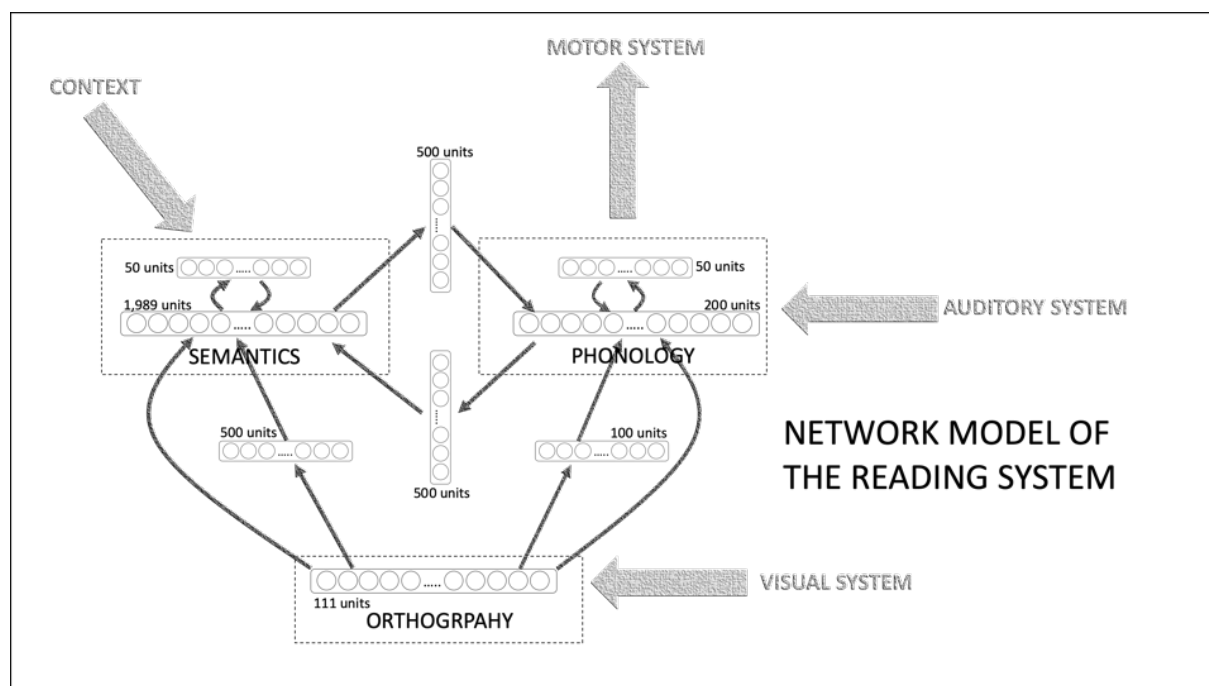 MOTOR SYSTEM
CONTEXT
500 units
50 units
.....
1,989 units
.....
SEMANTICS
.....
50 units
200 units
.....
PHONOLOGY
AUDITORY SYSTEM
500 units
.....
500 units
100 units
.....
NETWORK MODEL OF
THE READING SYSTEM
.....
111 units
ORTHOGRPAHY
VISUAL SYSTEM